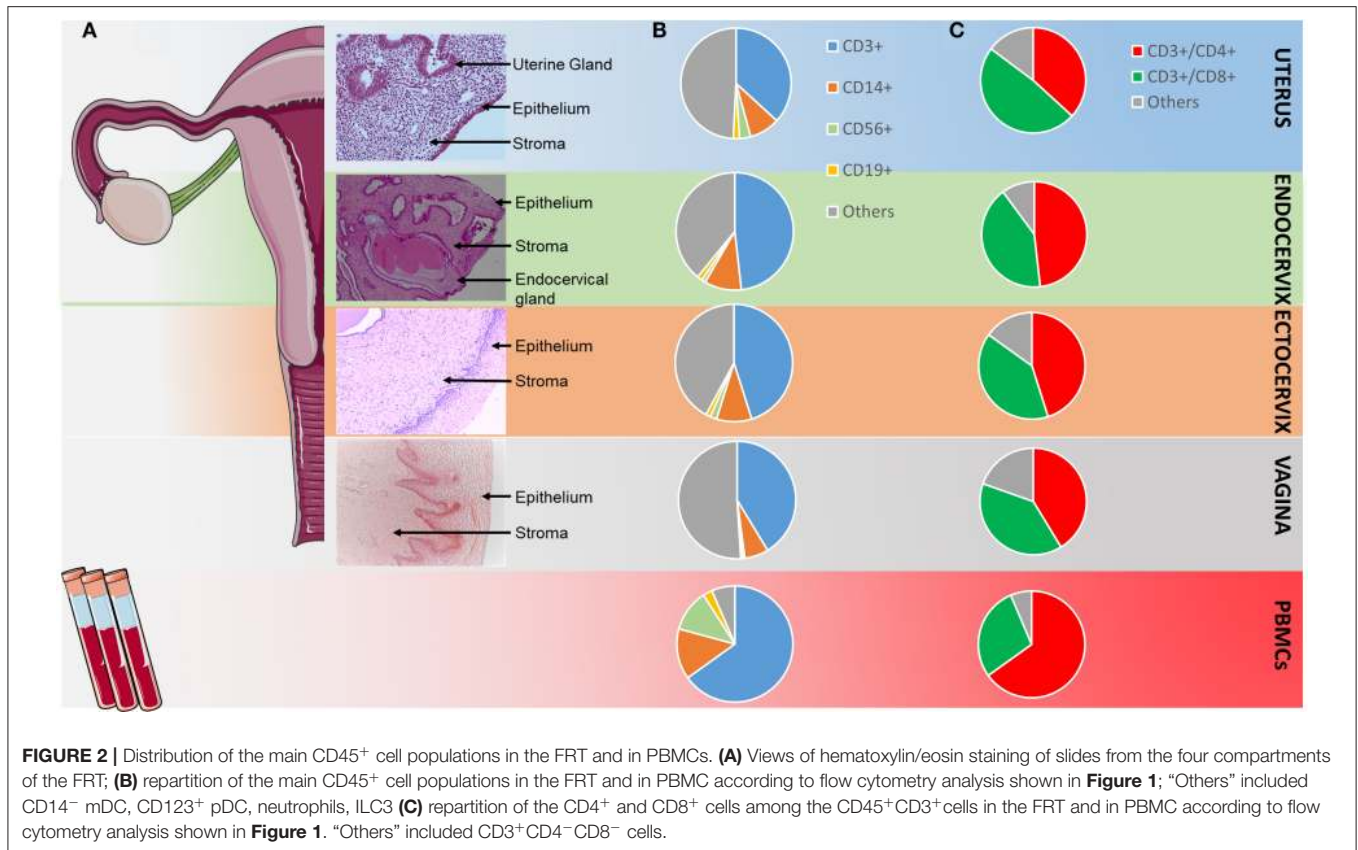 A
B
C
Uterine Gland
Epithelium
Stroma
CD3+
CD14+
CD56+
CD19+
Others
CD3+/CD4+
CD3+/CD8+
Others
UTERUS
Epithelium
Stroma
Endocervical
gland
ENDOCERVIX
Epithelium
Stroma
ECTOCERVIX
Epithelium
Stroma
VAGINA
PBMCs
FIGURE 2 | Distribution of the main CD45⁺ cell populations in the FRT and in PBMCs. (A) Views of hematoxylin/eosin staining of slides from the four compartments
of the FRT; (B) repartition of the main CD45⁺ cell populations in the FRT and in PBMC according to flow cytometry analysis shown in Figure 1; “Others” included
CD14⁻ mDC, CD123⁺ pDC, neutrophils, ILC3 (C) repartition of the CD4⁺ and CD8⁺ cells among the CD45⁺CD3⁺cells in the FRT and in PBMC according to flow
cytometry analysis shown in Figure 1. “Others” included CD3⁺CD4⁻CD8⁻ cells.